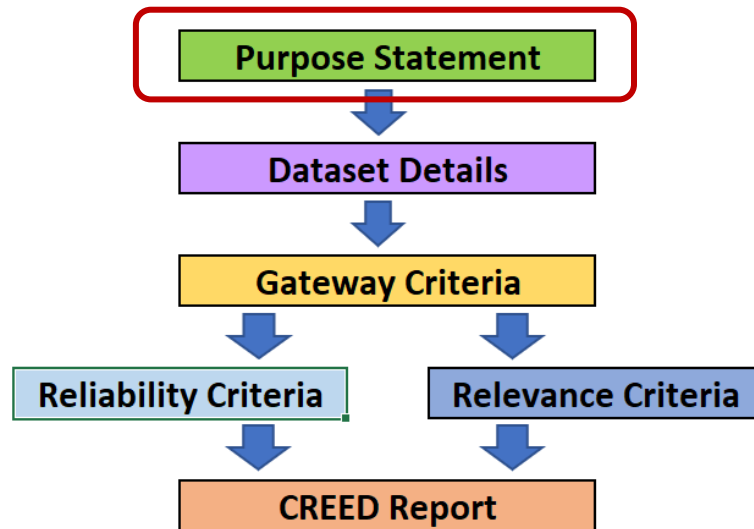 Purpose Statement
Dataset Details
Gateway Criteria
Reliability Criteria
Relevance Criteria
CREED Report